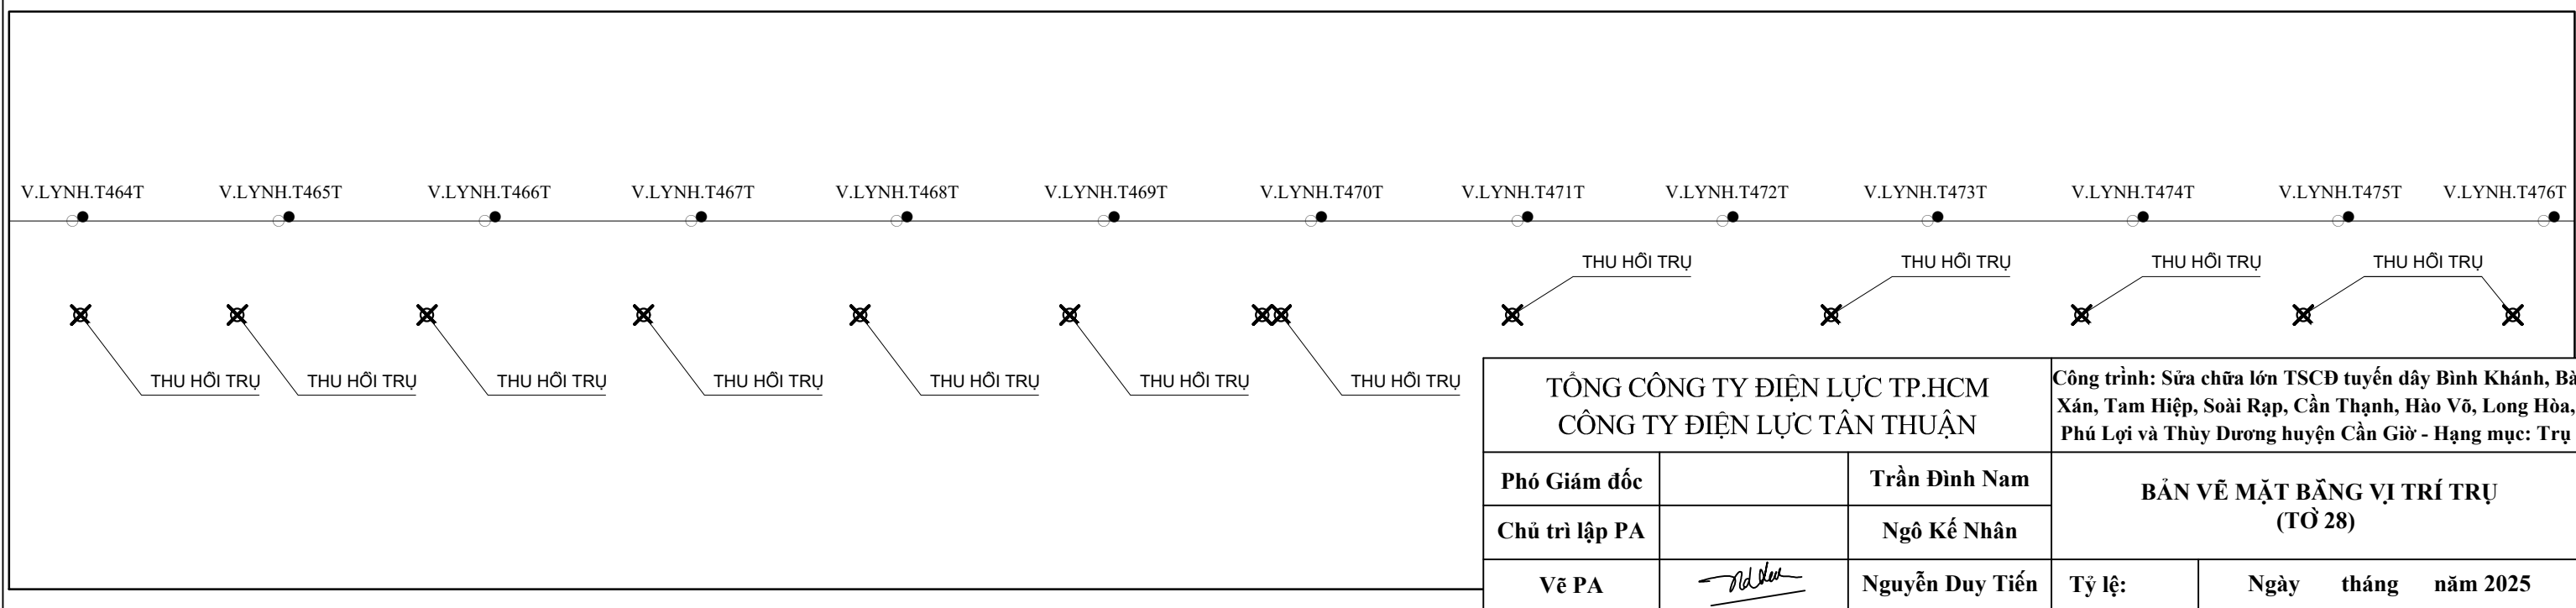 V.LYNH.T464T V.LYNH.T465T V.LYNH.T466T V.LYNH.T467T V.LYNH.T468T V.LYNH.T469T V.LYNH.T470T V.LYNH.T471T V.LYNH.T472T V.LYNH.T473T V.LYNH.T474T V.LYNH.T475T V.LYNH.T476T
THU HỒI TRỤ THU HỒI TRỤ THU HỒI TRỤ THU HỒI TRỤ
THU HỒI TRỤ THU HỒI TRỤ THU HỒI TRỤ THU HỒI TRỤ THU HỒI TRỤ THU HỒI TRỤ THU HỒI TRỤ
TỔNG CÔNG TY ĐIỆN LỰC TP.HCM
CÔNG TY ĐIỆN LỰC TÂN THUẬN
Công trình: Sửa chữa lớn TSCĐ tuyến dây Bình Khánh, Bà
Xán, Tam Hiệp, Soài Rạp, Cần Thạnh, Hào Võ, Long Hòa,
Phú Lợi và Thùy Dương huyện Cần Giờ - Hạng mục: Trụ
Phó Giám đốc Trần Đình Nam
Chủ trì lập PA Ngô Kế Nhân
BẢN VẼ MẶT BẰNG VỊ TRÍ TRỤ
(TỜ 28)
Vẽ PA Nguyễn Duy Tiến
Tỷ lệ: Ngày tháng năm 2025